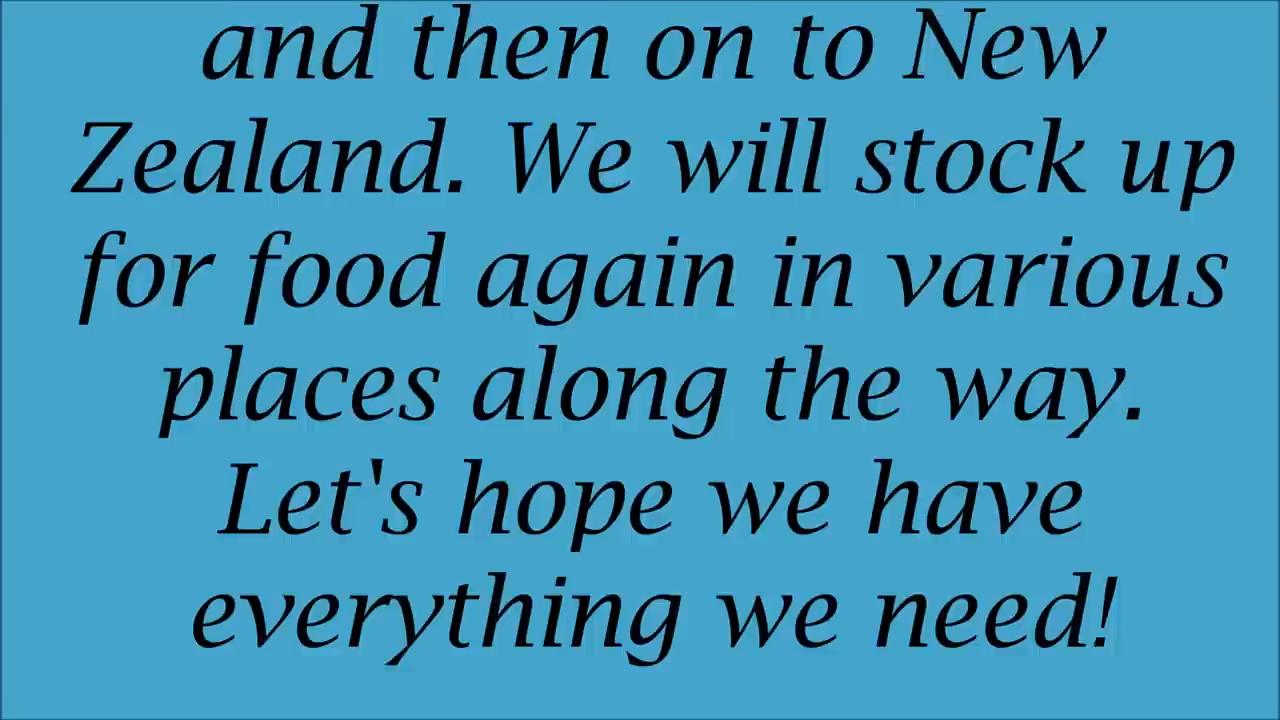 and then on to New
Zealand. We will stock up
for food again in various
places along the way.
Let's hope we have
everything we need!